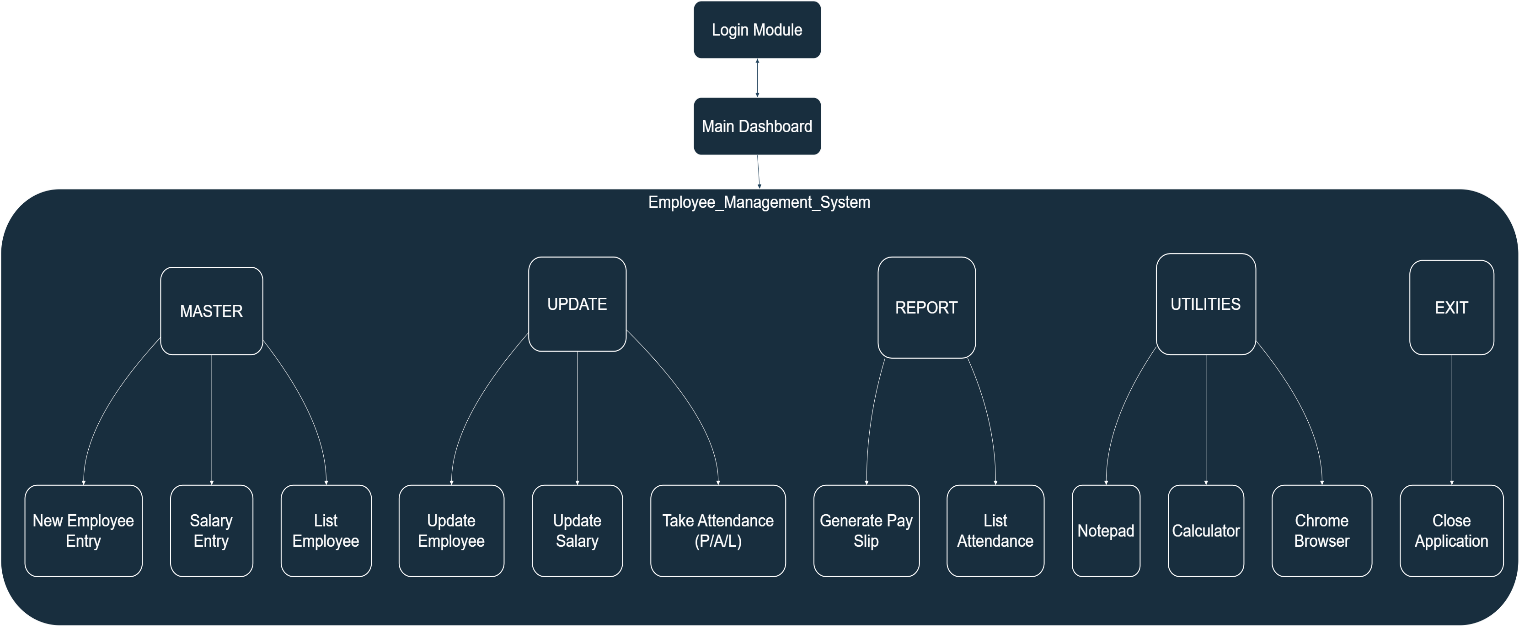 Login Module
Main Dashboard
Employee_Management_System
MASTER
UPDATE
REPORT
UTILITIES
EXIT
New Employee
Entry
Salary
Entry
List
Employee
Update
Employee
Update
Salary
Take Attendance
(P/A/L)
Generate Pay
Slip
List
Attendance
Notepad
Calculator
Chrome
Browser
Close
Application